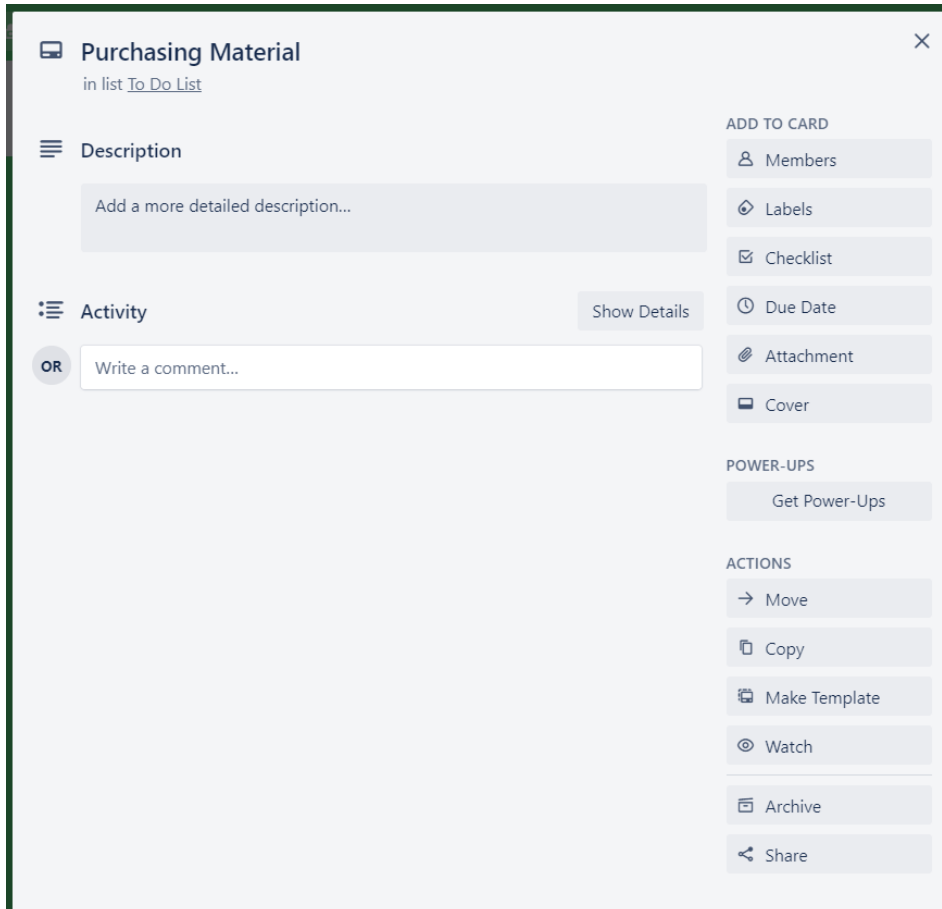 Purchasing Material
in list To Do List
Description
Add a more detailed description...
Activity
Show Details
OR
Write a comment...
ADD TO CARD
Members
Labels
Checklist
Due Date
Attachment
Cover
POWER-UPS
Get Power-Ups
ACTIONS
Move
Copy
Make Template
Watch
Archive
Share